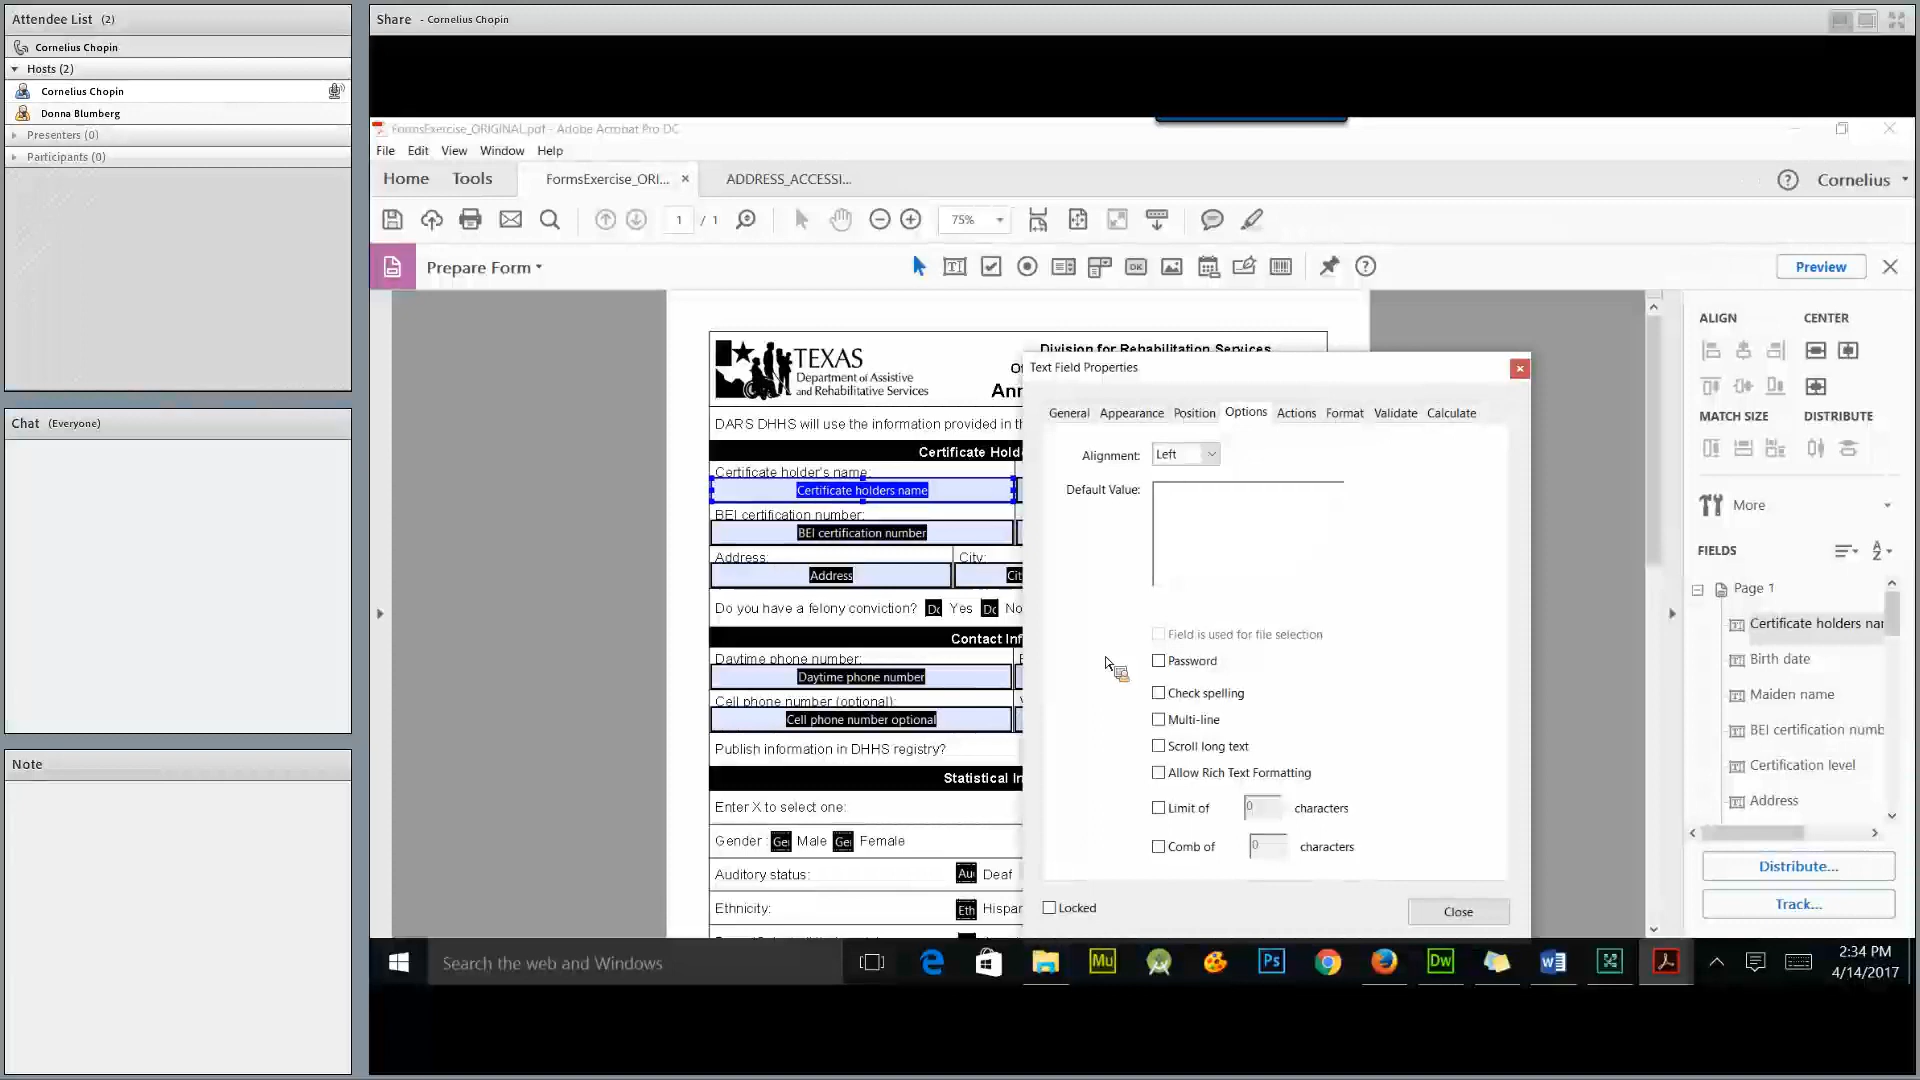 Attendee List (2)
Cornelius Chopin
Hosts (2)
Cornelius Chopin
Donna Blumberg
Presenters (0)
Participants (0)
Chat (Everyone)
Note
Share - Cornelius Chopin
FormsExercise_ORIGINAL.pdf - Adobe Acrobat Pro DC
File Edit View Window Help
Home Tools FormsExercise_ORI... × ADDRESS_ACCESSI... Cornelius
1 / 1 75%
Prepare Form Preview
TEXAS
Department of Assistive
and Rehabilitative Services
Division for Rehabilitation Services
DARS DHHS will use the information provided in
Certificate holder's name:
Certificate holders name
BEI certification number:
BEI certification number
Address: City:
Address
Do you have a felony conviction? Do Yes Do No
Daytime phone number:
Daytime phone number
Cell phone number (optional):
Cell phone number optional
Publish information in DHHS registry?
Enter X to select one:
Gender : Male Female
Auditory status: Au Deaf
Ethnicity: Eth
Text Field Properties
General Appearance Position Options Actions Format Validate Calculate
Alignment: Left
Default Value:
Field is used for file selection
Password
Check spelling
Multi-line
Scroll long text
Allow Rich Text Formatting
Limit of 0 characters
Comb of 0 characters
Locked
Close
ALIGN CENTER
MATCH SIZE DISTRIBUTE
More
FIELDS
Page 1
Certificate holders nar
Birth date
Maiden name
BEI certification numb
Certification level
Address
Distribute...
Track...
Search the web and Windows
Mu Ps Dw
2:34 PM
4/14/2017